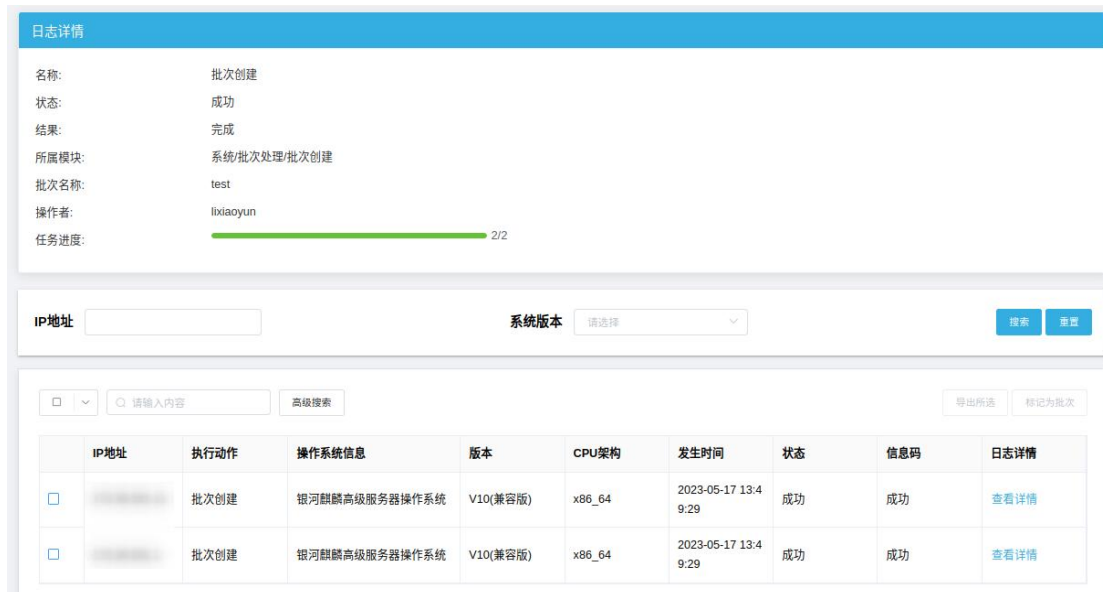 日志详情
名称: 批次创建
状态: 成功
结果: 完成
所属模块: 系统/批次处理/批次创建
批次名称: test
操作者: lixiaoyun
任务进度: 2/2
IP地址 系统版本 请选择 搜索 重置
请输入内容 高级搜索 导出所选 标记为批次
IP地址 执行动作 操作系统信息 版本 CPU架构 发生时间 状态 信息码 日志详情
批次创建 银河麒麟高级服务器操作系统 V10(兼容版) x86_64 2023-05-17 13:4
9:29 成功 成功 查看详情
批次创建 银河麒麟高级服务器操作系统 V10(兼容版) x86_64 2023-05-17 13:4
9:29 成功 成功 查看详情